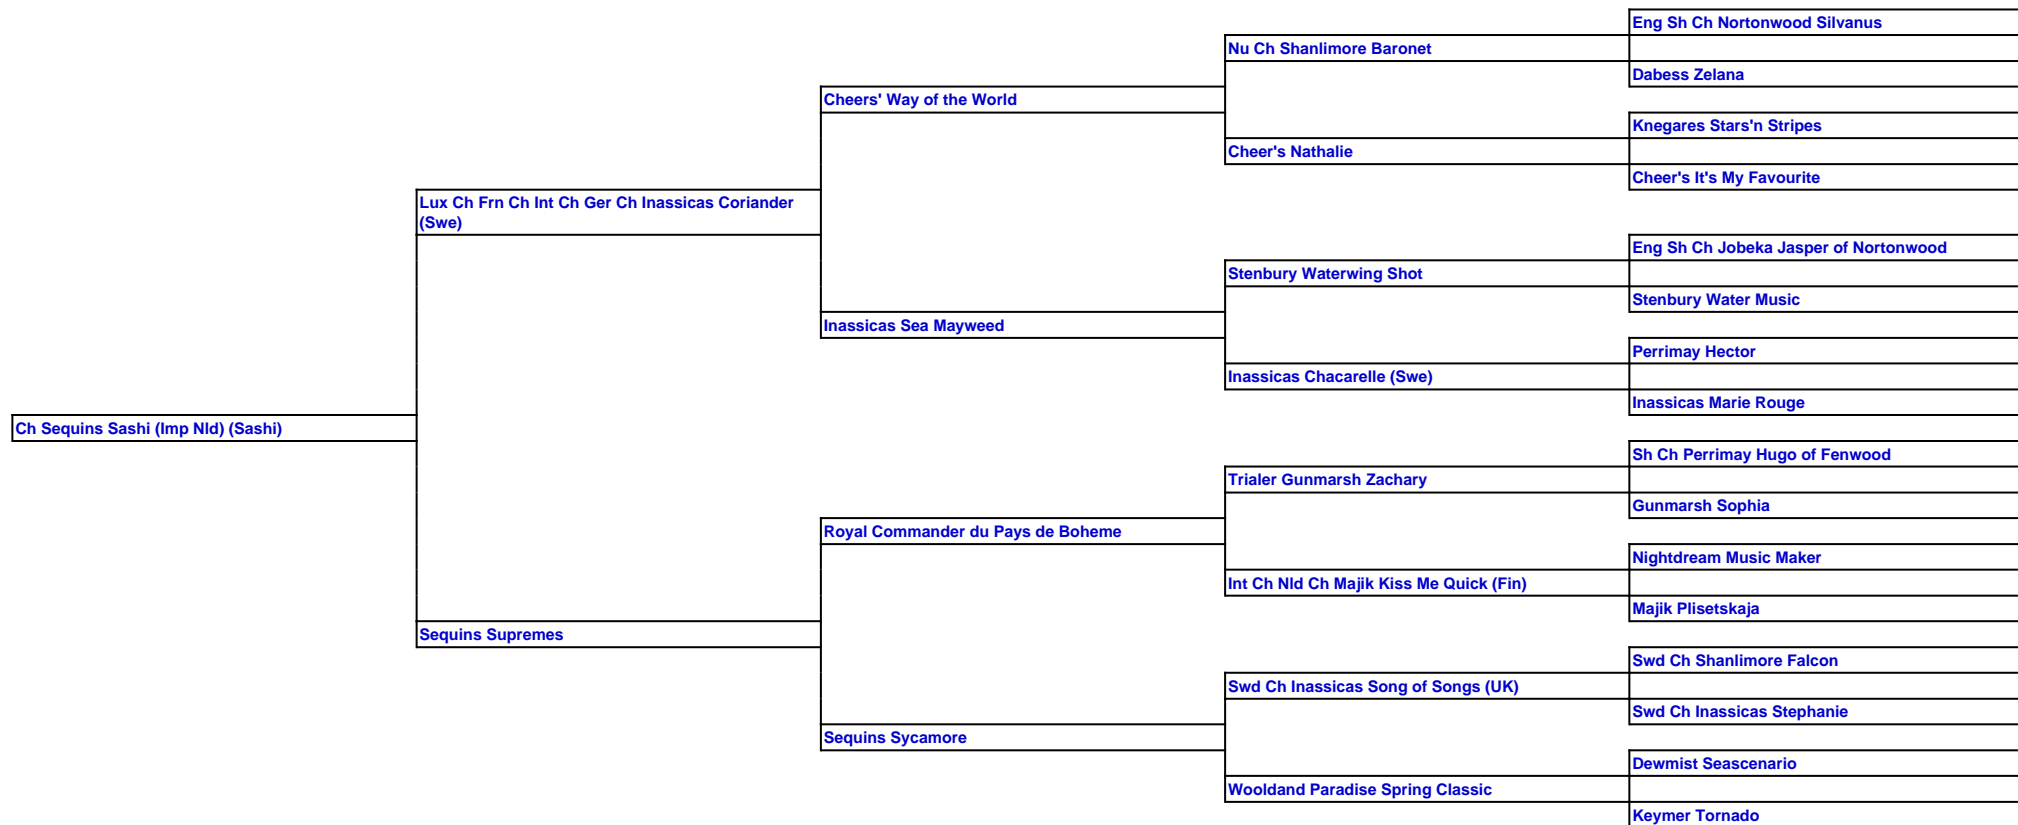 Eng Sh Ch Nortonwood Silvanus
Nu Ch Shanlimore Baronet
Dabess Zelana
Cheers' Way of the World
Knegares Stars'n Stripes
Cheer's Nathalie
Cheer's It's My Favourite
Lux Ch Frn Ch Int Ch Ger Ch Inassicas Coriander
(Swe)
Eng Sh Ch Jobeka Jasper of Nortonwood
Stenbury Waterwing Shot
Stenbury Water Music
Inassicas Sea Mayweed
Perrimay Hector
Inassicas Chacarelle (Swe)
Inassicas Marie Rouge
Ch Sequins Sashi (Imp Nld) (Sashi)
Sh Ch Perrimay Hugo of Fenwood
Trialer Gunmarsh Zachary
Gunmarsh Sophia
Royal Commander du Pays de Boheme
Nightdream Music Maker
Int Ch Nld Ch Majik Kiss Me Quick (Fin)
Majik Plisetskaja
Sequins Supremes
Swd Ch Shanlimore Falcon
Swd Ch Inassicas Song of Songs (UK)
Swd Ch Inassicas Stephanie
Sequins Sycamore
Dewmist Seascenario
Wooldand Paradise Spring Classic
Keymer Tornado